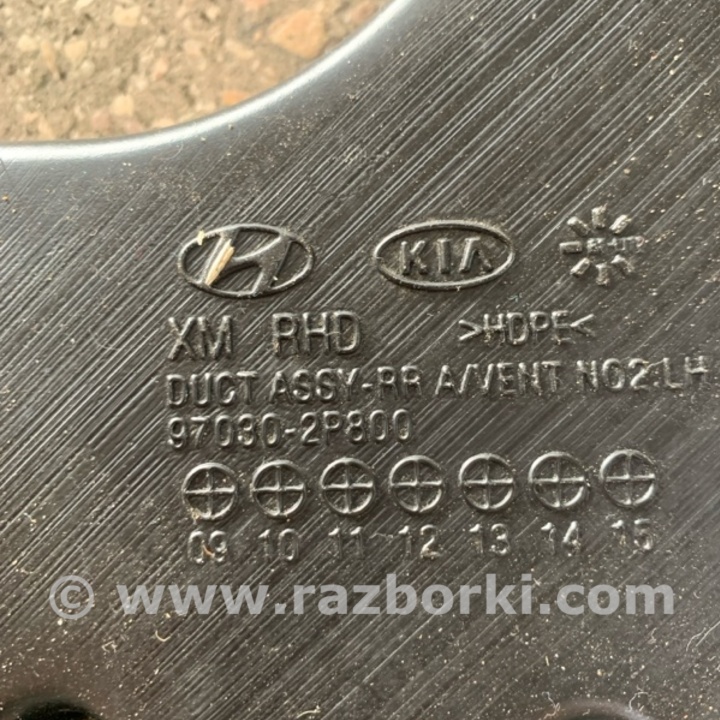 KIA
XM RHD >HDPE<
DUCT ASSY-RR A/VENT NO2.LH
97030-2P800
09 10 11 12 13 14 15
© www.razborki.com